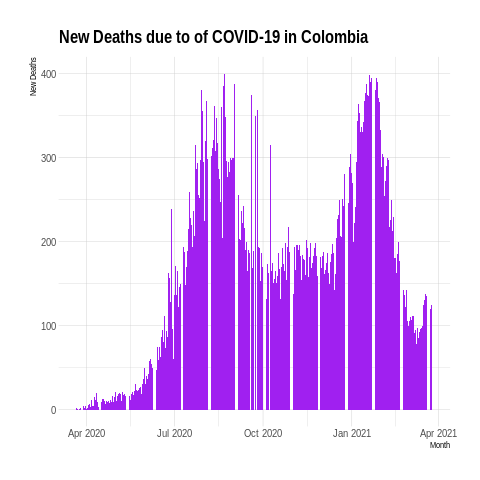 New Deaths due to of COVID-19 in Colombia
New Deaths
400
300
200
100
0
Apr 2020 Jul 2020 Oct 2020 Jan 2021 Apr 2021
Month